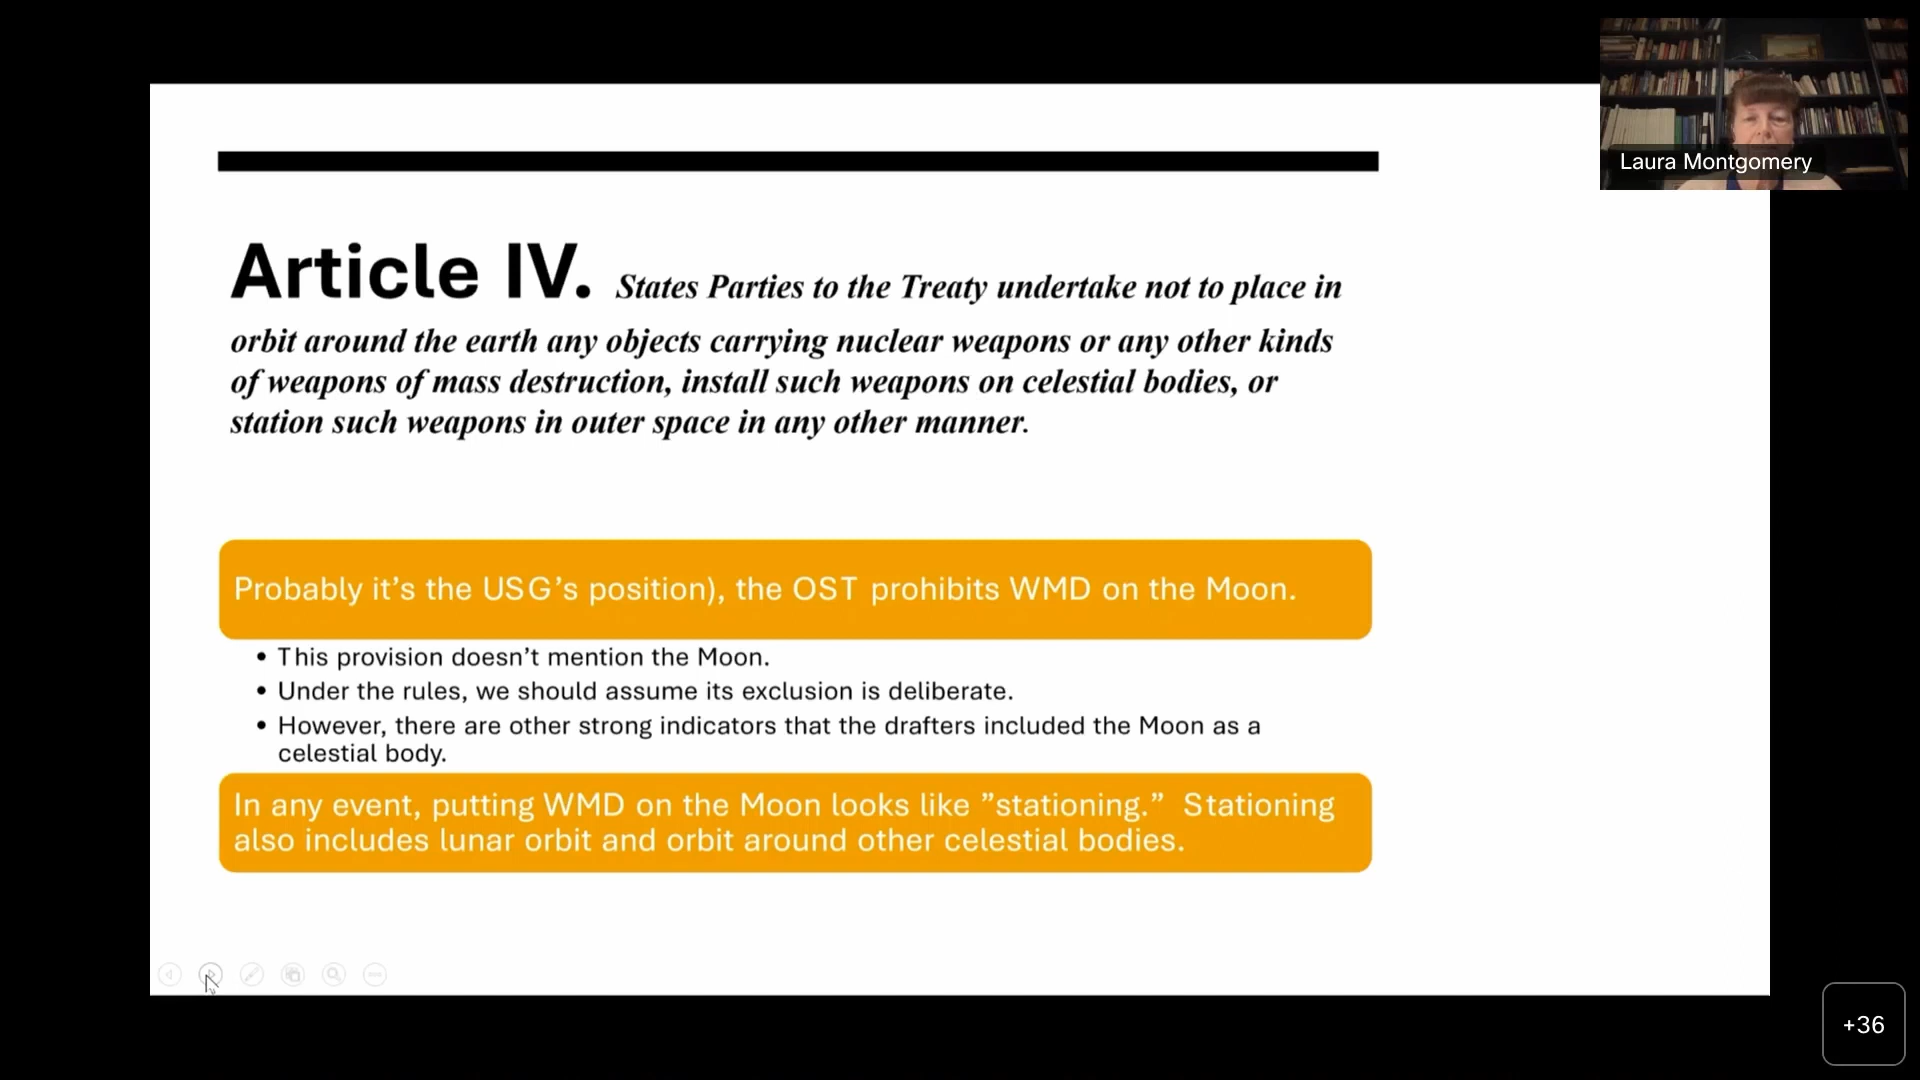 Laura Montgomery
Article IV. States Parties to the Treaty undertake not to place in
orbit around the earth any objects carrying nuclear weapons or any other kinds
of weapons of mass destruction, install such weapons on celestial bodies, or
station such weapons in outer space in any other manner.
Probably it’s the USG’s position), the OST prohibits WMD on the Moon.
• This provision doesn’t mention the Moon.
• Under the rules, we should assume its exclusion is deliberate.
• However, there are other strong indicators that the drafters included the Moon as a
celestial body.
In any event, putting WMD on the Moon looks like ”stationing.” Stationing
also includes lunar orbit and orbit around other celestial bodies.
+36